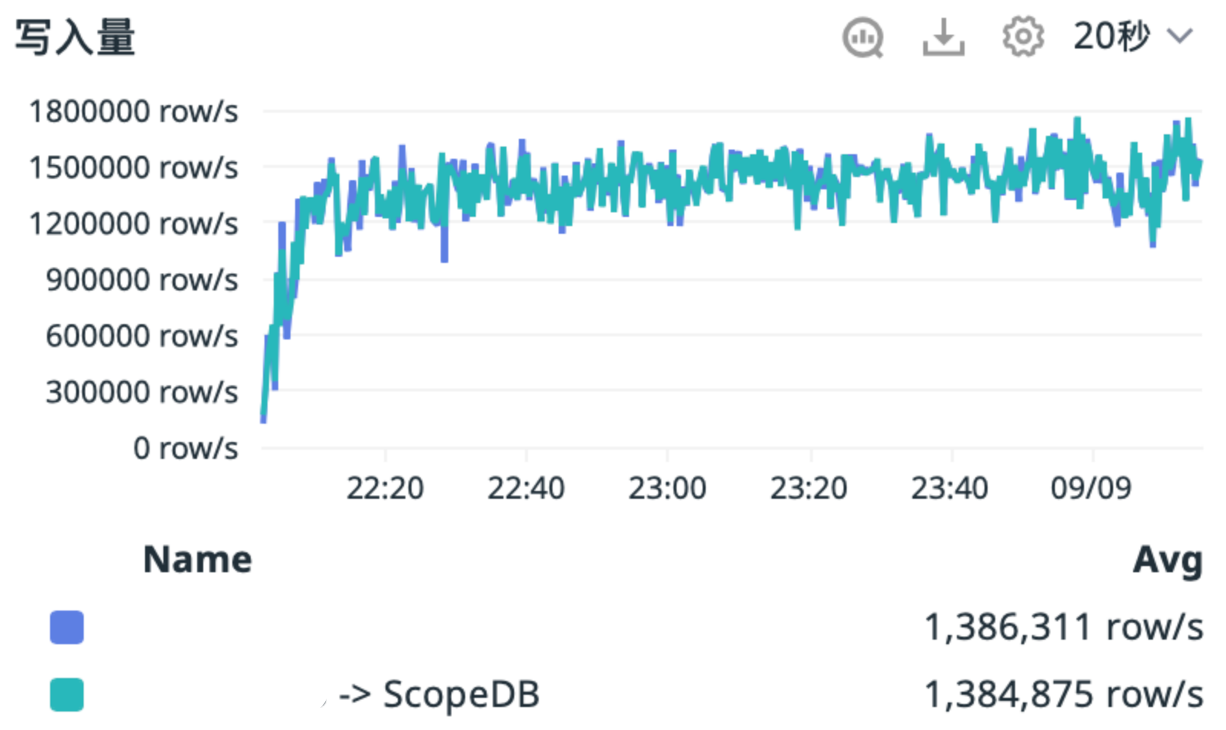 写入量 20秒
1800000 row/s
1500000 row/s
1200000 row/s
900000 row/s
600000 row/s
300000 row/s
0 row/s
22:20 22:40 23:00 23:20 23:40 09/09
Name Avg
1,386,311 row/s
-> ScopeDB 1,384,875 row/s